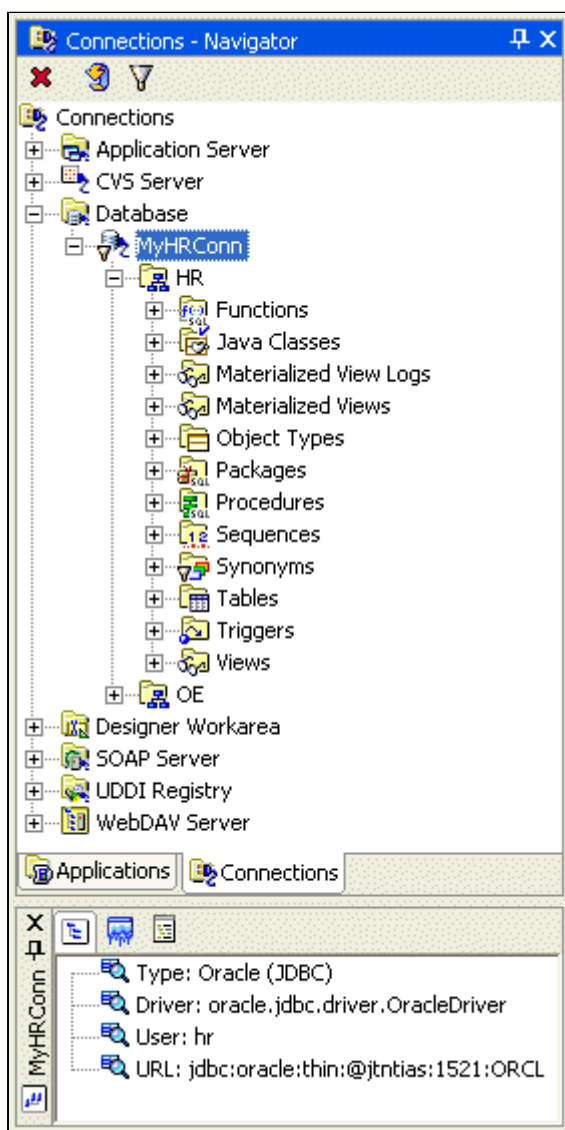 Connections - Navigator
Connections
Application Server
CVS Server
Database
MyHRConn
HR
Functions
Java Classes
Materialized View Logs
Materialized Views
Object Types
Packages
Procedures
Sequences
Synonyms
Tables
Triggers
Views
OE
Designer Workarea
SOAP Server
UDDI Registry
WebDAV Server
Applications Connections
MyHRConn
Type: Oracle (JDBC)
Driver: oracle.jdbc.driver.OracleDriver
User: hr
URL: jdbc:oracle:thin:@jtntias:1521:ORCL